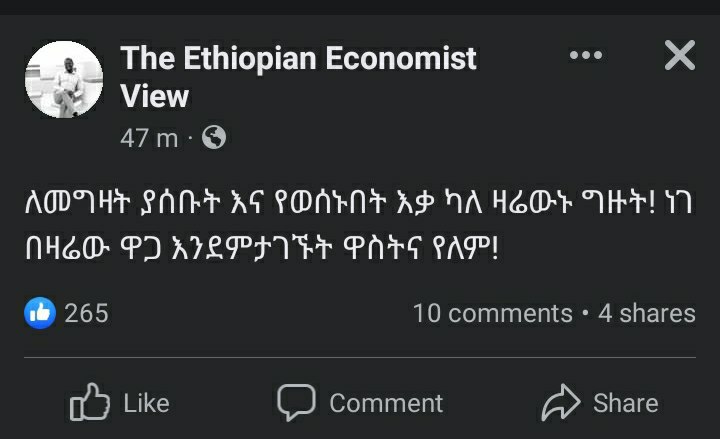 The Ethiopian Economist
View
47 m ·
ለመግዛት ያሰቡት እና የወሰኑበት እቃ ካለ ዛሬውኑ ግዙት! ነገ
በዛሬው ዋጋ እንደምታገኙት ዋስትና የለም!
265
10 comments • 4 shares
Like
Comment
Share